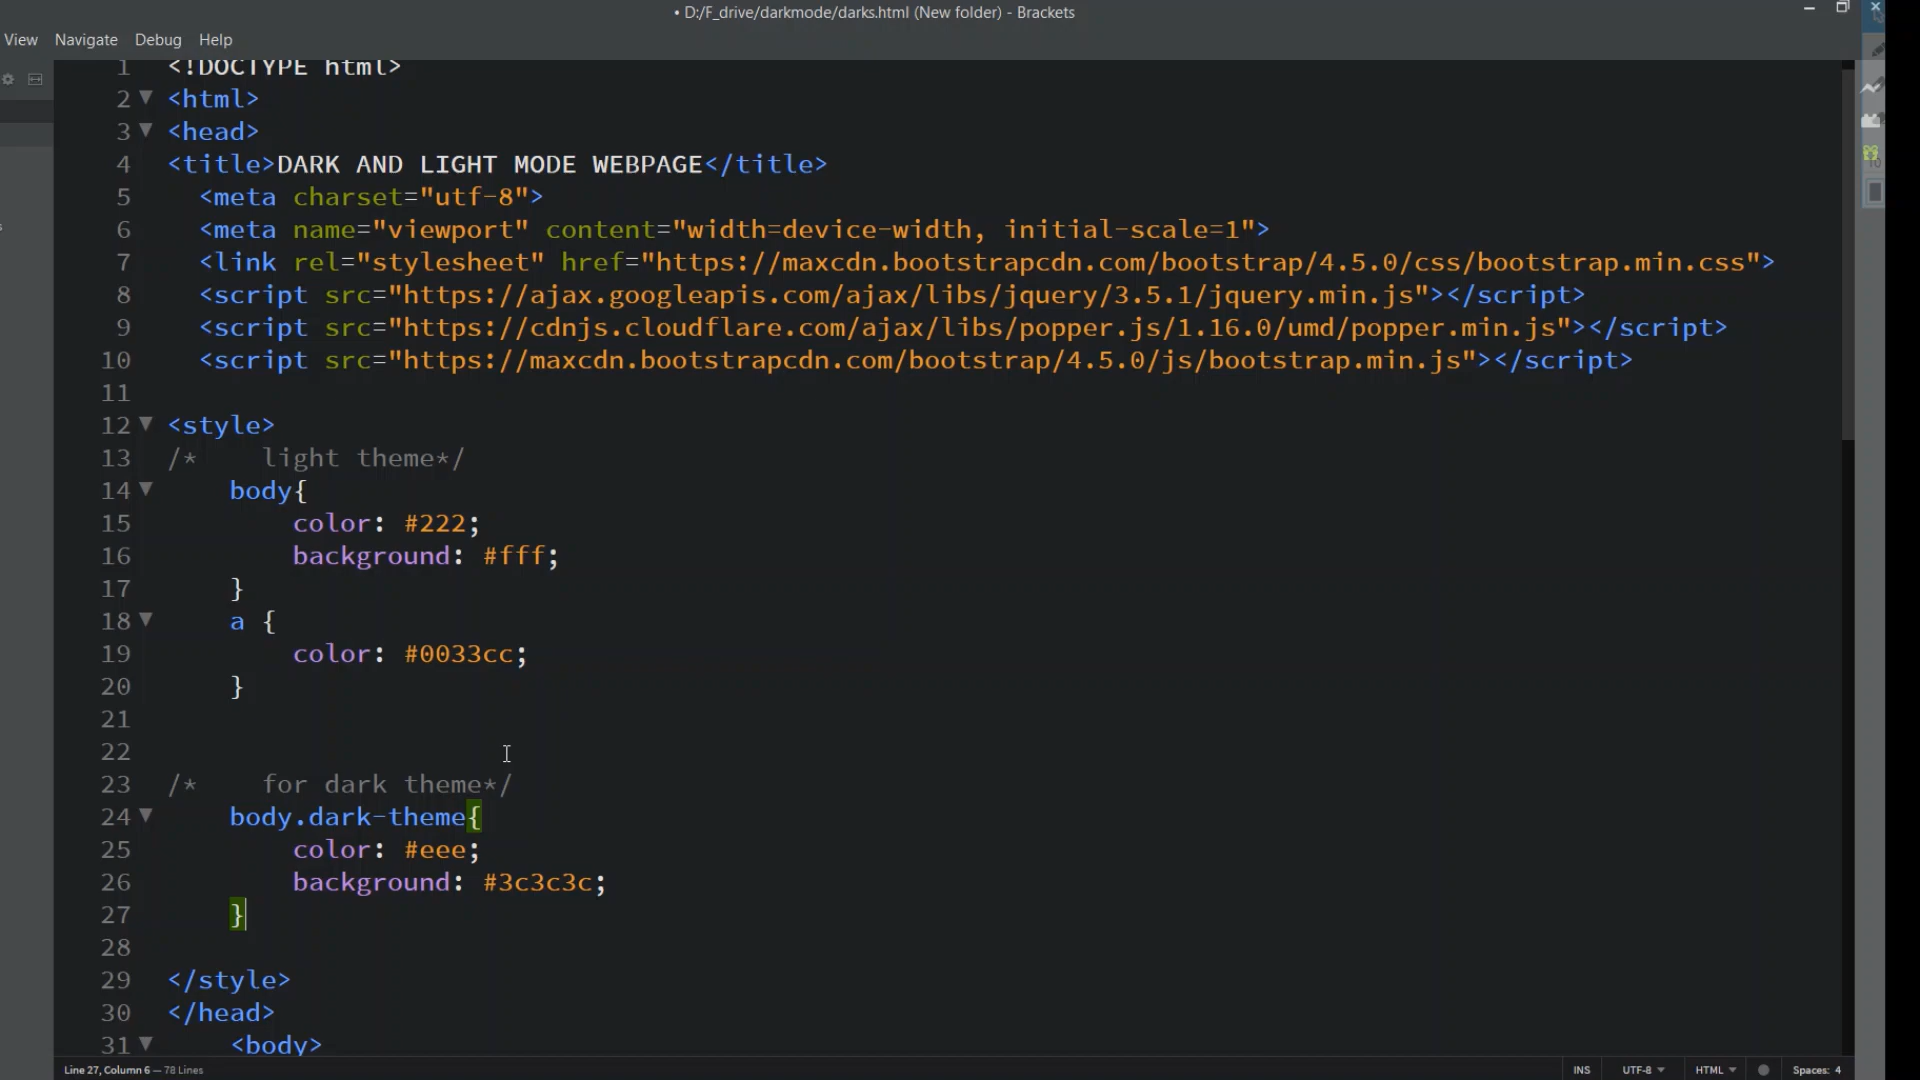 • D:/F_drive/darkmode/darks.html (New folder) - Brackets
View Navigate Debug Help
1 <!DOCTYPE html>
2 <html>
3 <head>
4 <title>DARK AND LIGHT MODE WEBPAGE</title>
5 <meta charset="utf-8">
6 <meta name="viewport" content="width=device-width, initial-scale=1">
7 <link rel="stylesheet" href="https://maxcdn.bootstrapcdn.com/bootstrap/4.5.0/css/bootstrap.min.css">
8 <script src="https://ajax.googleapis.com/ajax/libs/jquery/3.5.1/jquery.min.js"></script>
9 <script src="https://cdnjs.cloudflare.com/ajax/libs/popper.js/1.16.0/umd/popper.min.js"></script>
10 <script src="https://maxcdn.bootstrapcdn.com/bootstrap/4.5.0/js/bootstrap.min.js"></script>
11
12 <style>
13 /* light theme*/
14 body{
15 color: #222;
16 background: #fff;
17 }
18 a {
19 color: #0033cc;
20 }
21
22
23 /* for dark theme*/
24 body.dark-theme{
25 color: #eee;
26 background: #3c3c3c;
27 }
28
29 </style>
30 </head>
31 <body>
Line 27, Column 6 — 78 Lines INS UTF-8 HTML Spaces: 4